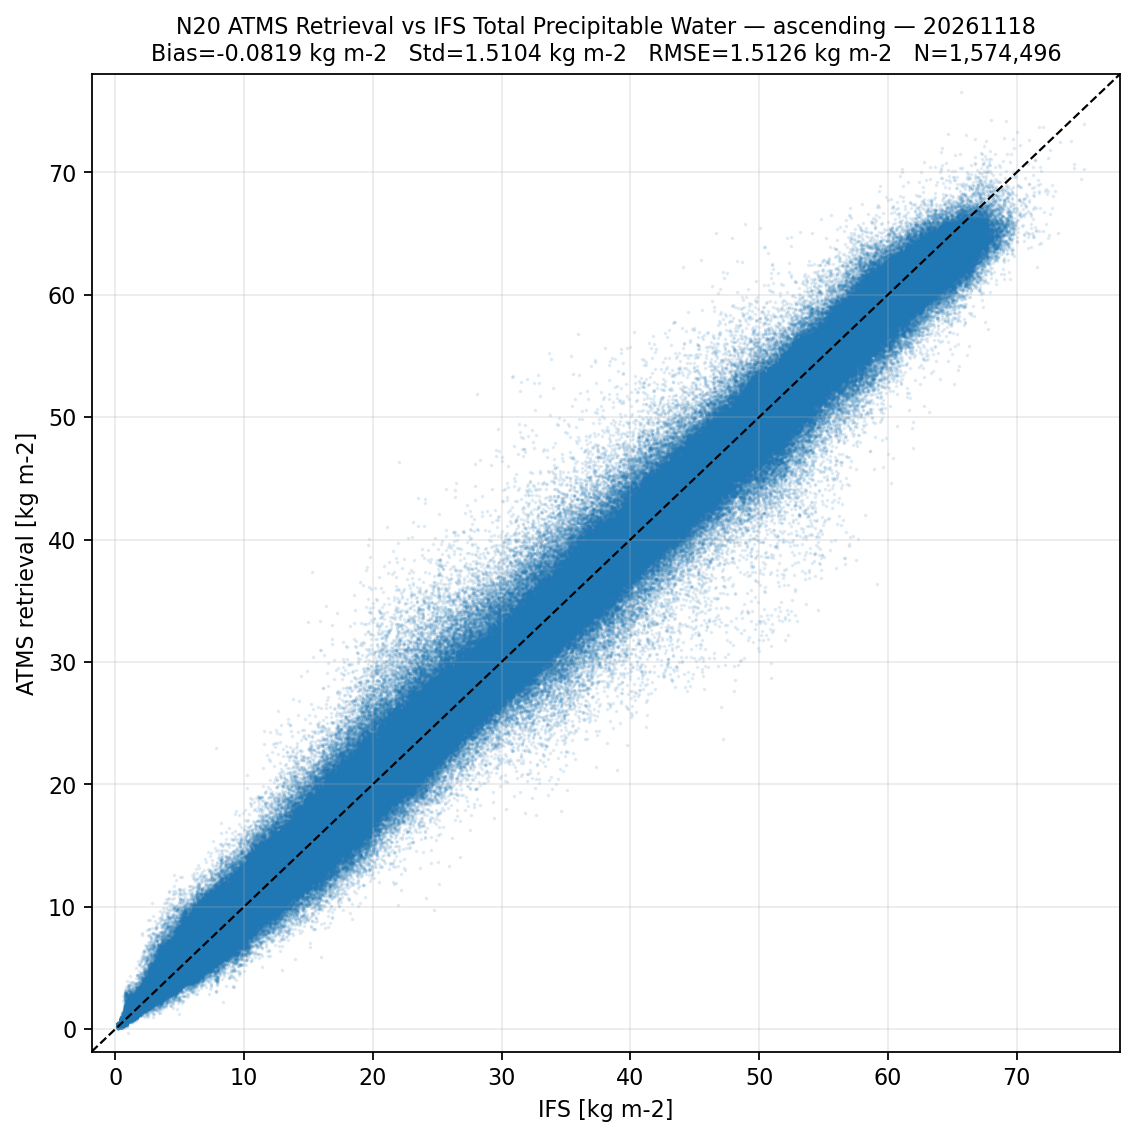 N20 ATMS Retrieval vs IFS Total Precipitable Water — ascending — 20261118
Bias=-0.0819 kg m-2   Std=1.5104 kg m-2   RMSE=1.5126 kg m-2   N=1,574,496
ATMS retrieval [kg m-2]
70
60
50
40
30
20
10
0
0 10 20 30 40 50 60 70
IFS [kg m-2]